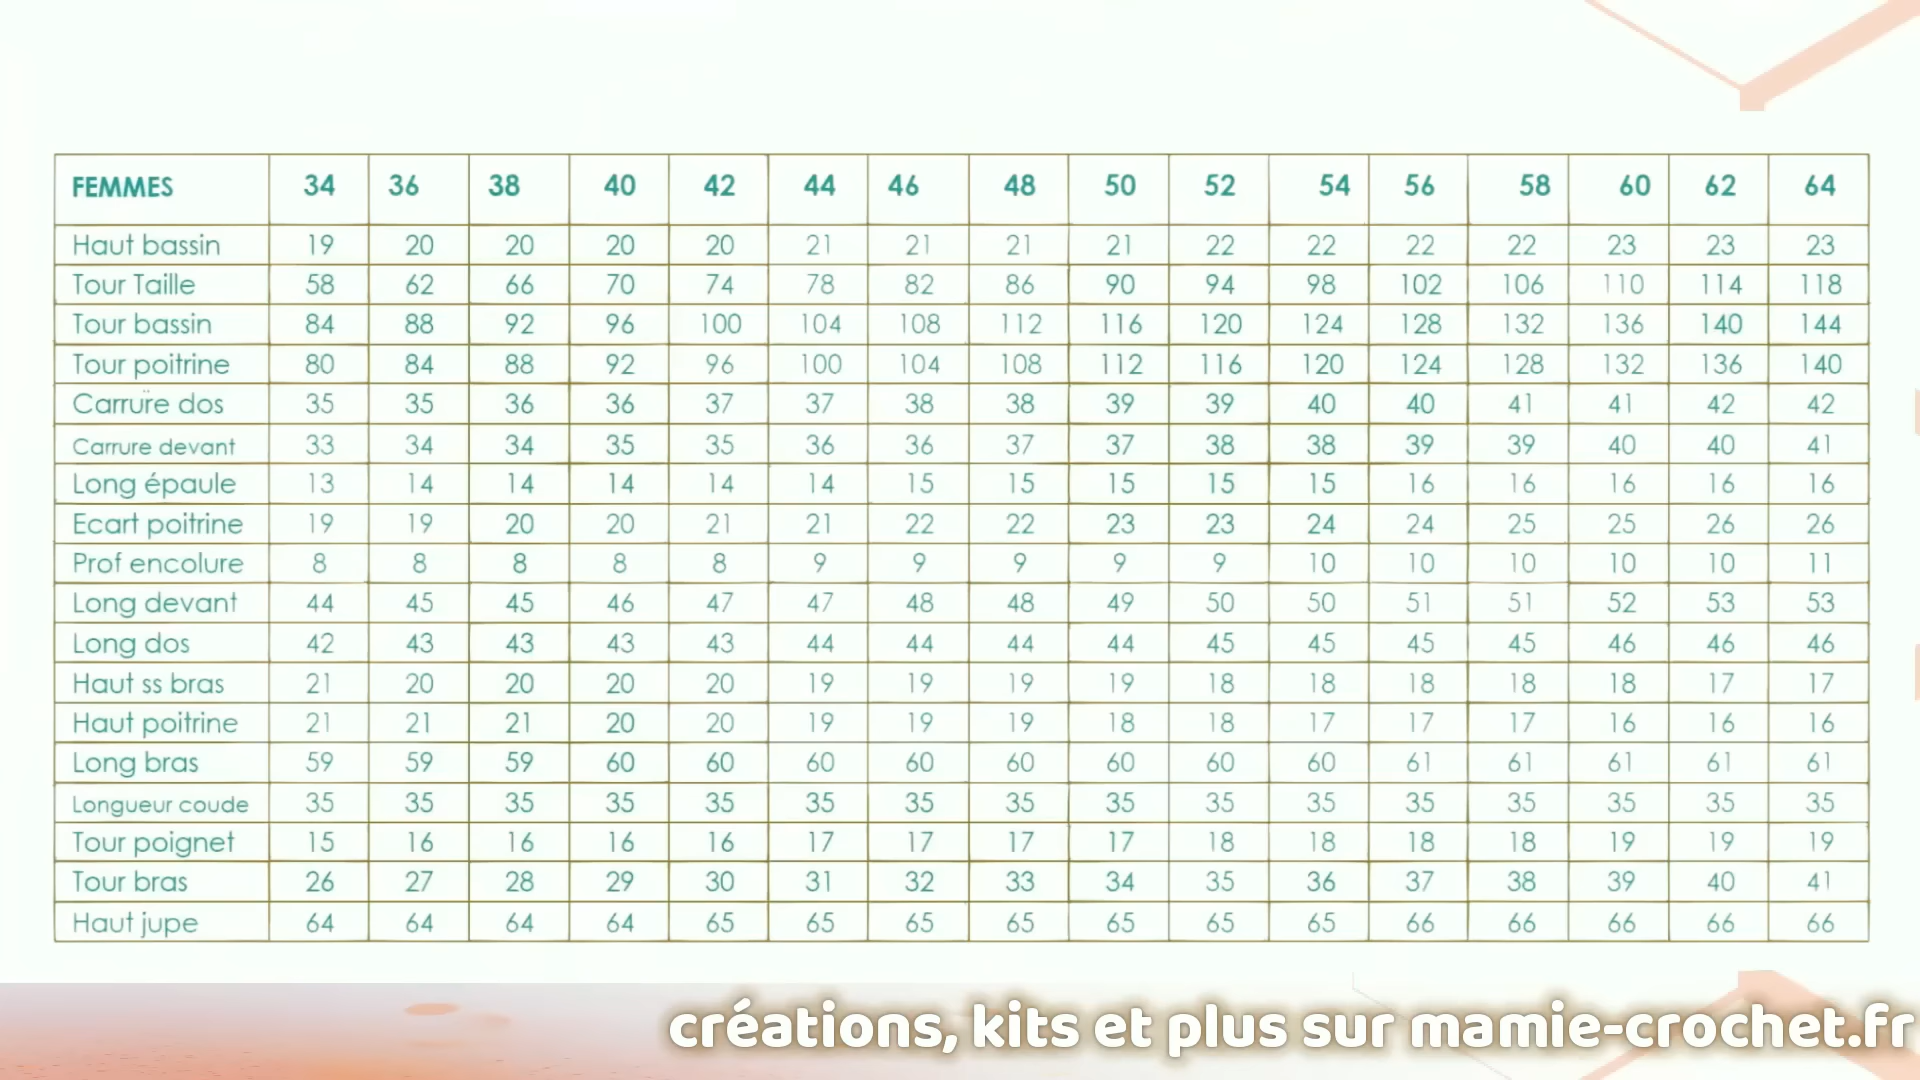 FEMMES 34 36 38 40 42 44 46 48 50 52 54 56 58 60 62 64
Haut bassin 19 20 20 20 20 21 21 21 21 22 22 22 22 23 23 23
Tour Taille 58 62 66 70 74 78 82 86 90 94 98 102 106 110 114 118
Tour bassin 84 88 92 96 100 104 108 112 116 120 124 128 132 136 140 144
Tour poitrine 80 84 88 92 96 100 104 108 112 116 120 124 128 132 136 140
Carrure dos 35 35 36 36 37 37 38 38 39 39 40 40 41 41 42 42
Carrure devant 33 34 34 35 35 36 36 37 37 38 38 39 39 40 40 41
Long épaule 13 14 14 14 14 14 15 15 15 15 15 16 16 16 16 16
Ecart poitrine 19 19 20 20 21 21 22 22 23 23 24 24 25 25 26 26
Prof encolure 8 8 8 8 8 9 9 9 9 9 10 10 10 10 10 11
Long devant 44 45 45 46 47 47 48 48 49 50 50 51 51 52 53 53
Long dos 42 43 43 43 43 44 44 44 44 45 45 45 45 46 46 46
Haut ss bras 21 20 20 20 20 19 19 19 19 18 18 18 18 18 17 17
Haut poitrine 21 21 21 20 20 19 19 19 18 18 17 17 17 16 16 16
Long bras 59 59 59 60 60 60 60 60 60 60 60 61 61 61 61 61
Longueur coude 35 35 35 35 35 35 35 35 35 35 35 35 35 35 35 35
Tour poignet 15 16 16 16 16 17 17 17 17 18 18 18 18 19 19 19
Tour bras 26 27 28 29 30 31 32 33 34 35 36 37 38 39 40 41
Haut jupe 64 64 64 64 65 65 65 65 65 65 65 66 66 66 66 66
créations, kits et plus sur mamie-crochet.fr